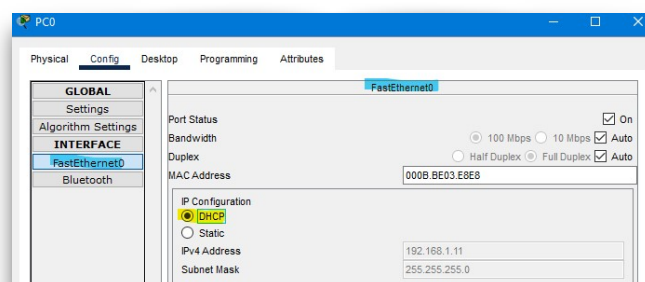 PC0
Physical Config Desktop Programming Attributes
GLOBAL
Settings
Algorithm Settings
INTERFACE
FastEthernet0
Bluetooth
FastEthernet0
Port Status On
Bandwidth 100 Mbps 10 Mbps Auto
Duplex Half Duplex Full Duplex Auto
MAC Address 000B.BE03.E8E8
IP Configuration
DHCP
Static
IPv4 Address 192.168.1.11
Subnet Mask 255.255.255.0